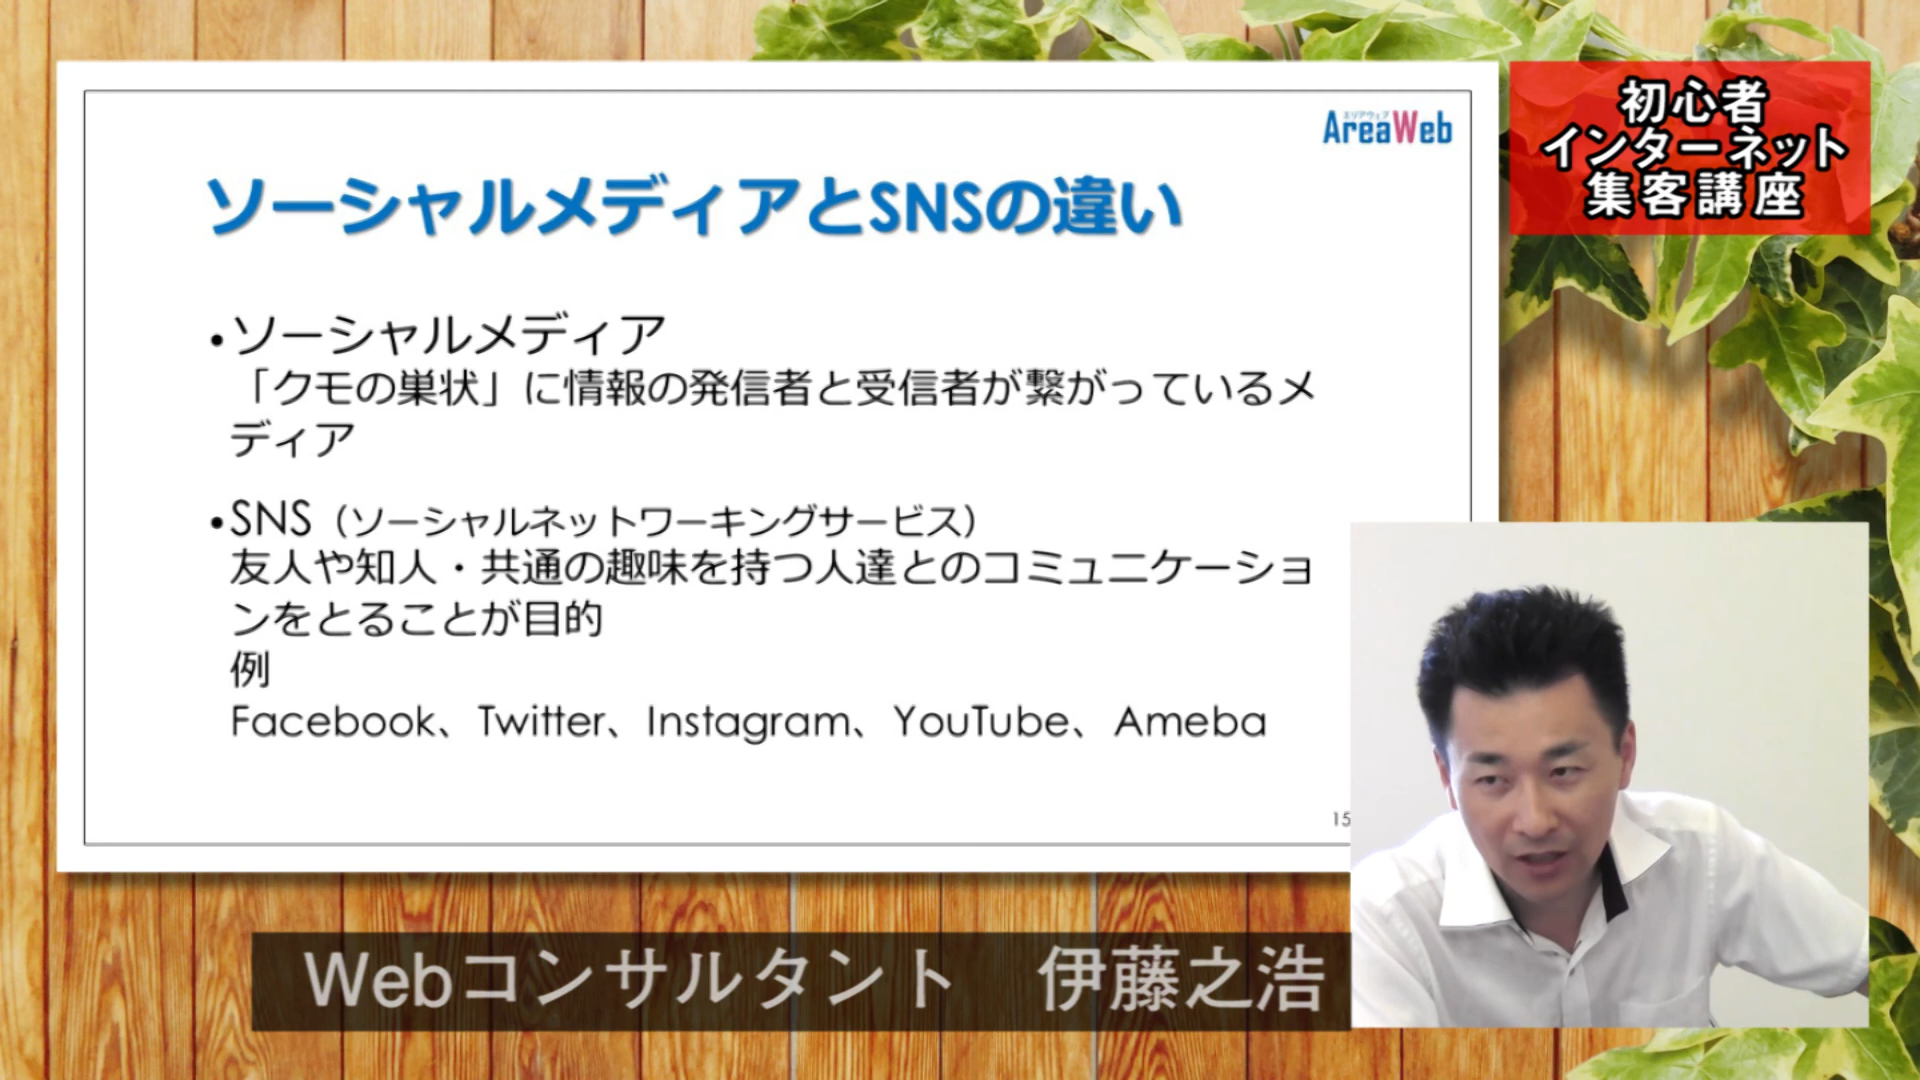 エリアウェブ
AreaWeb
初心者
インターネット
集客講座
ソーシャルメディアとSNSの違い
•ソーシャルメディア
「クモの巣状」に情報の発信者と受信者が繋がっているメ
ディア
•SNS（ソーシャルネットワーキングサービス）
友人や知人・共通の趣味を持つ人達とのコミュニケーショ
ンをとることが目的
例
Facebook、Twitter、Instagram、YouTube、Ameba
15
Webコンサルタント　伊藤之浩